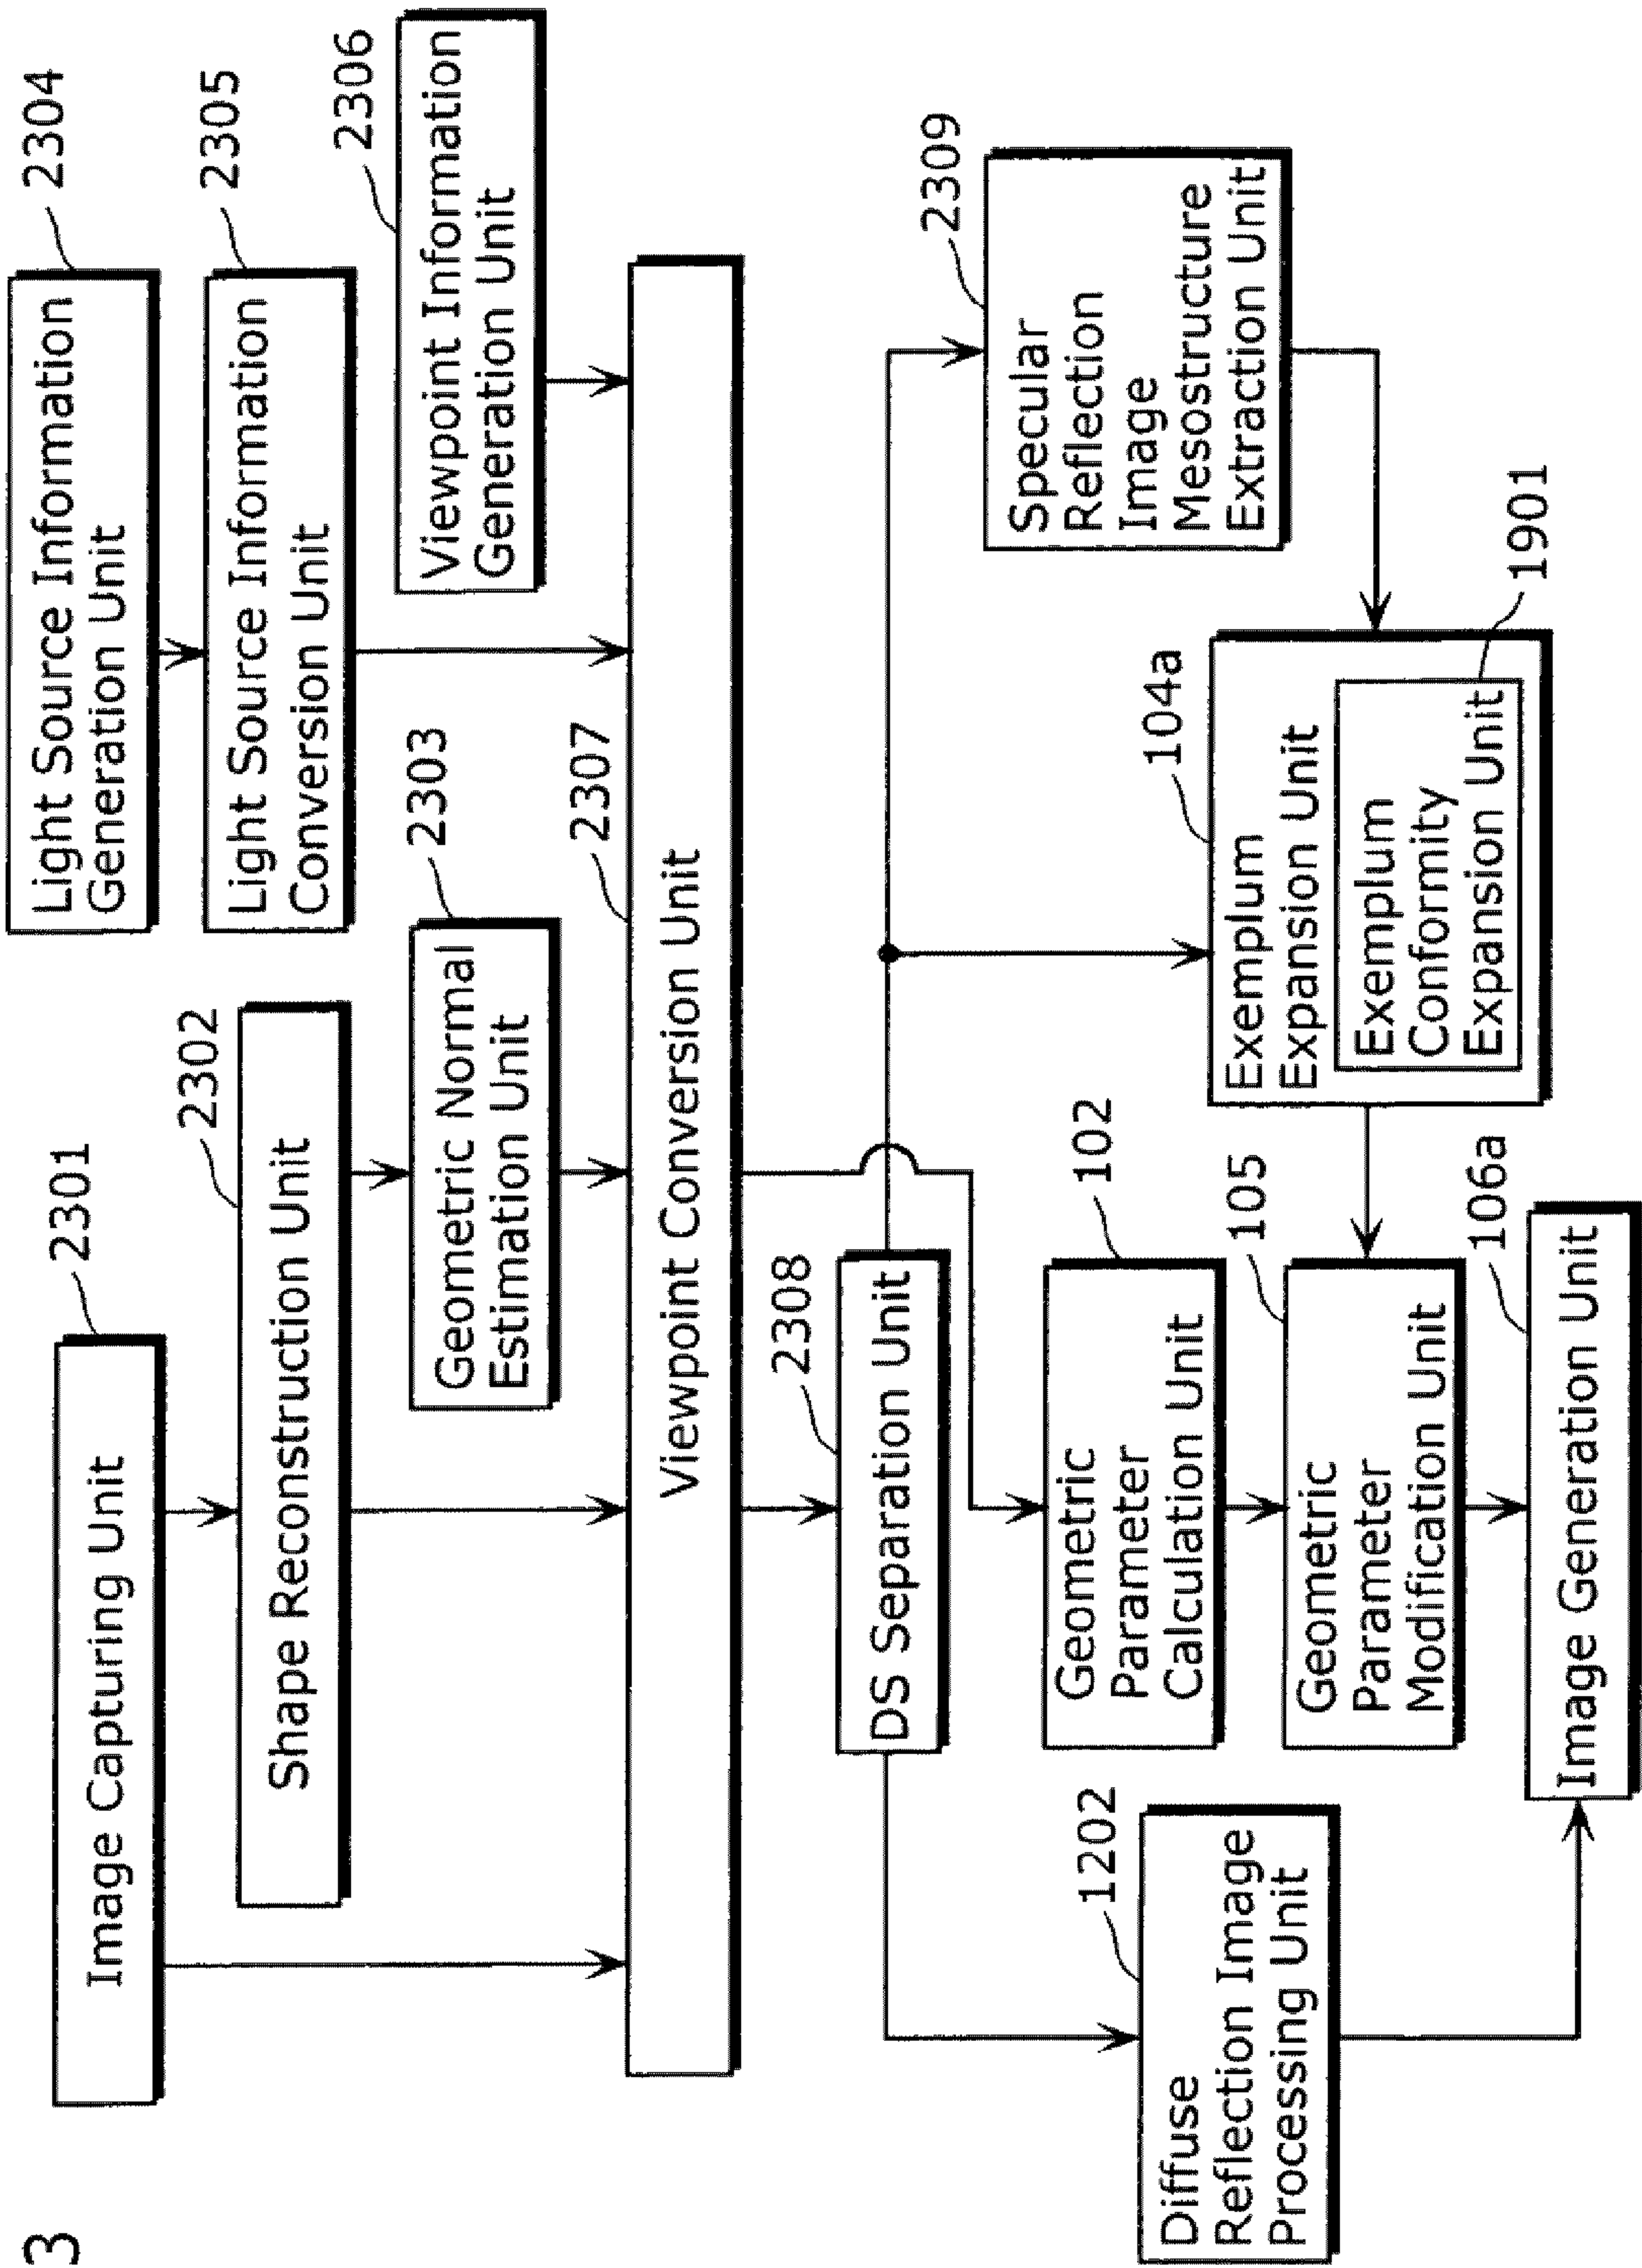 3
2301
Image Capturing Unit
2302
Shape Reconstruction Unit
2303
Geometric Normal
Estimation Unit
2304
Light Source Information
Generation Unit
2305
Light Source Information
Conversion Unit
2306
Viewpoint Information
Generation Unit
2307
Viewpoint Conversion Unit
2308
DS Separation Unit
2309
Specular
Reflection
Image
Mesostructure
Extraction Unit
1202
Diffuse
Reflection Image
Processing Unit
102
Geometric
Parameter
Calculation Unit
104a
Exemplum
Expansion Unit
1901
Exemplum
Conformity
Expansion Unit
105
Geometric
Parameter
Modification Unit
106a
Image Generation Unit